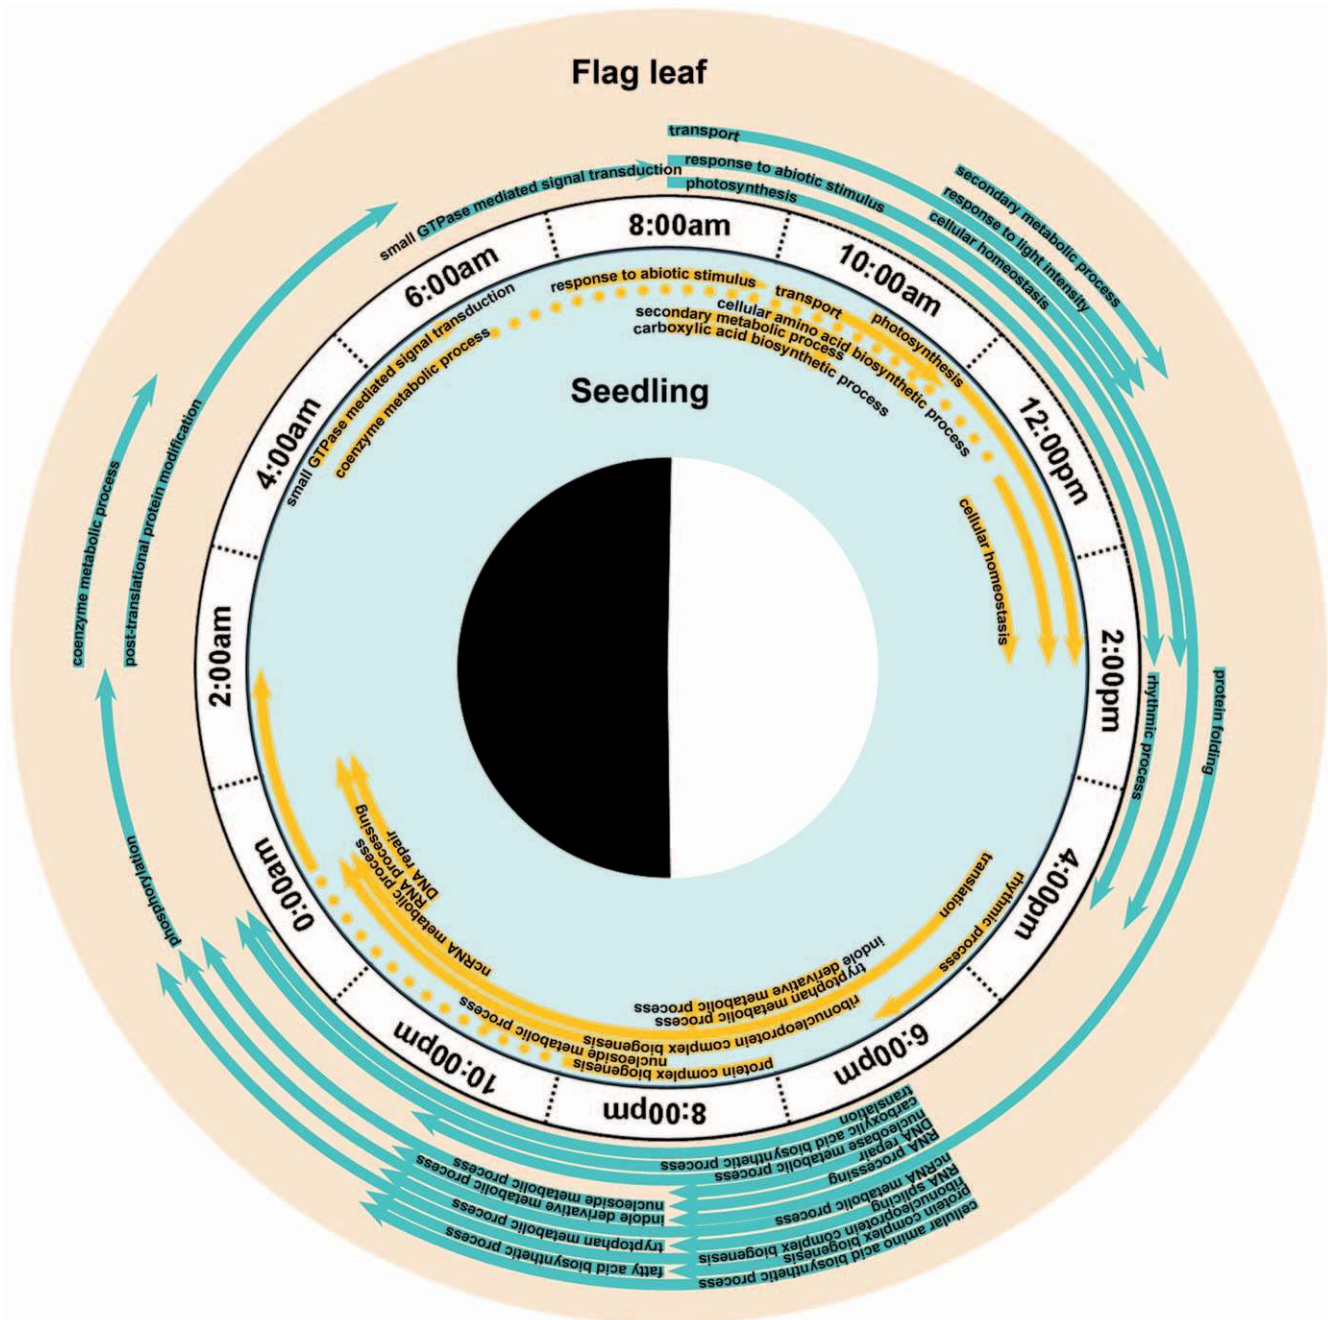 Flag leaf
transport
response to abiotic stimulus
photosynthesis
secondary metabolic process
response to light intensity
cellular homeostasis
small GTPase mediated signal transduction
8:00am
10:00am
12:00pm
2:00pm
4:00pm
6:00pm
8:00pm
10:00pm
0:00am
2:00am
4:00am
6:00am
protein folding
rhythmic process
translation
carboxylic acid biosynthetic process
nucleobase metabolic process
DNA repair
RNA processing
ncRNA metabolic process
RNA splicing
ribonucleoprotein complex biogenesis
protein complex biogenesis
cellular amino acid biosynthetic process
nucleoside metabolic process
indole derivative metabolic process
tryptophan metabolic process
fatty acid biosynthetic process
phosphorylation
coenzyme metabolic process
post-translational protein modification
Seedling
small GTPase mediated signal transduction
coenzyme metabolic process
response to abiotic stimulus
transport
photosynthesis
cellular amino acid biosynthetic process
secondary metabolic process
carboxylic acid biosynthetic process
cellular homeostasis
rhythmic process
translation
indole derivative metabolic process
tryptophan metabolic process
ribonucleoprotein complex biogenesis
nucleoside metabolic process
protein complex biogenesis
ncRNA metabolic process
RNA processing
DNA repair